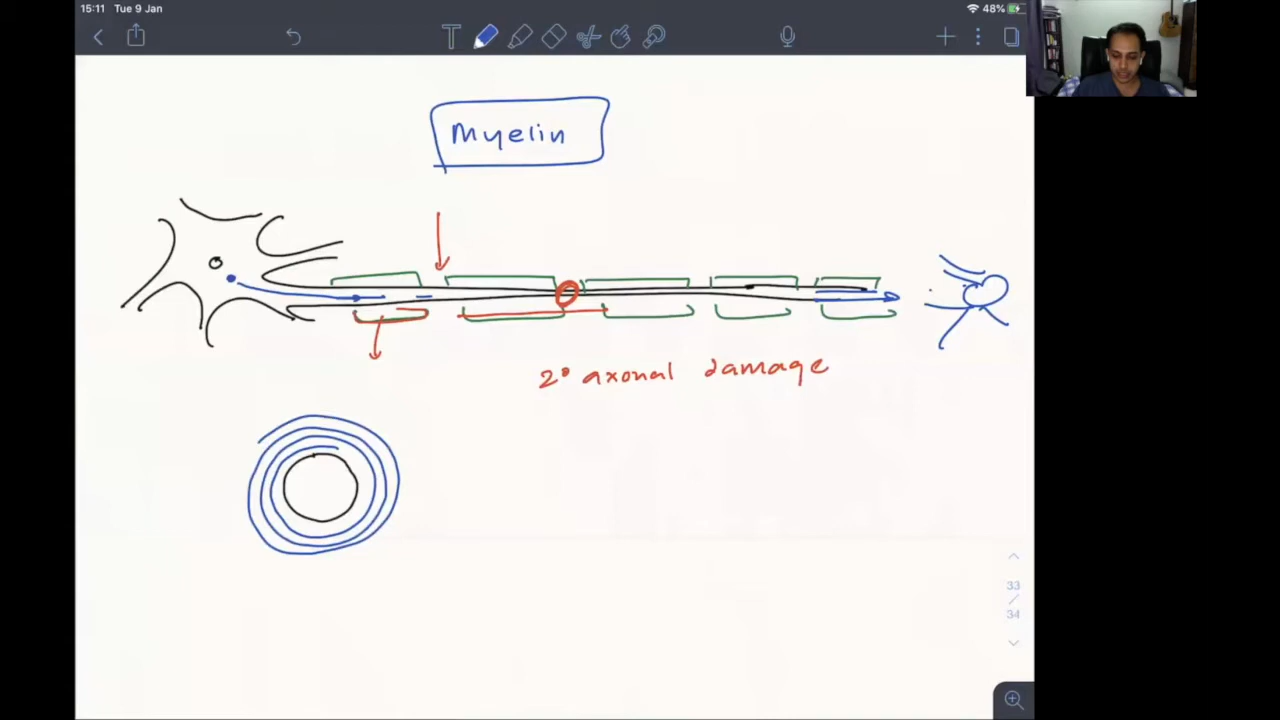 15:11 Tue 9 Jan
48%
T
Myelin
2° axonal damage
33
/
34